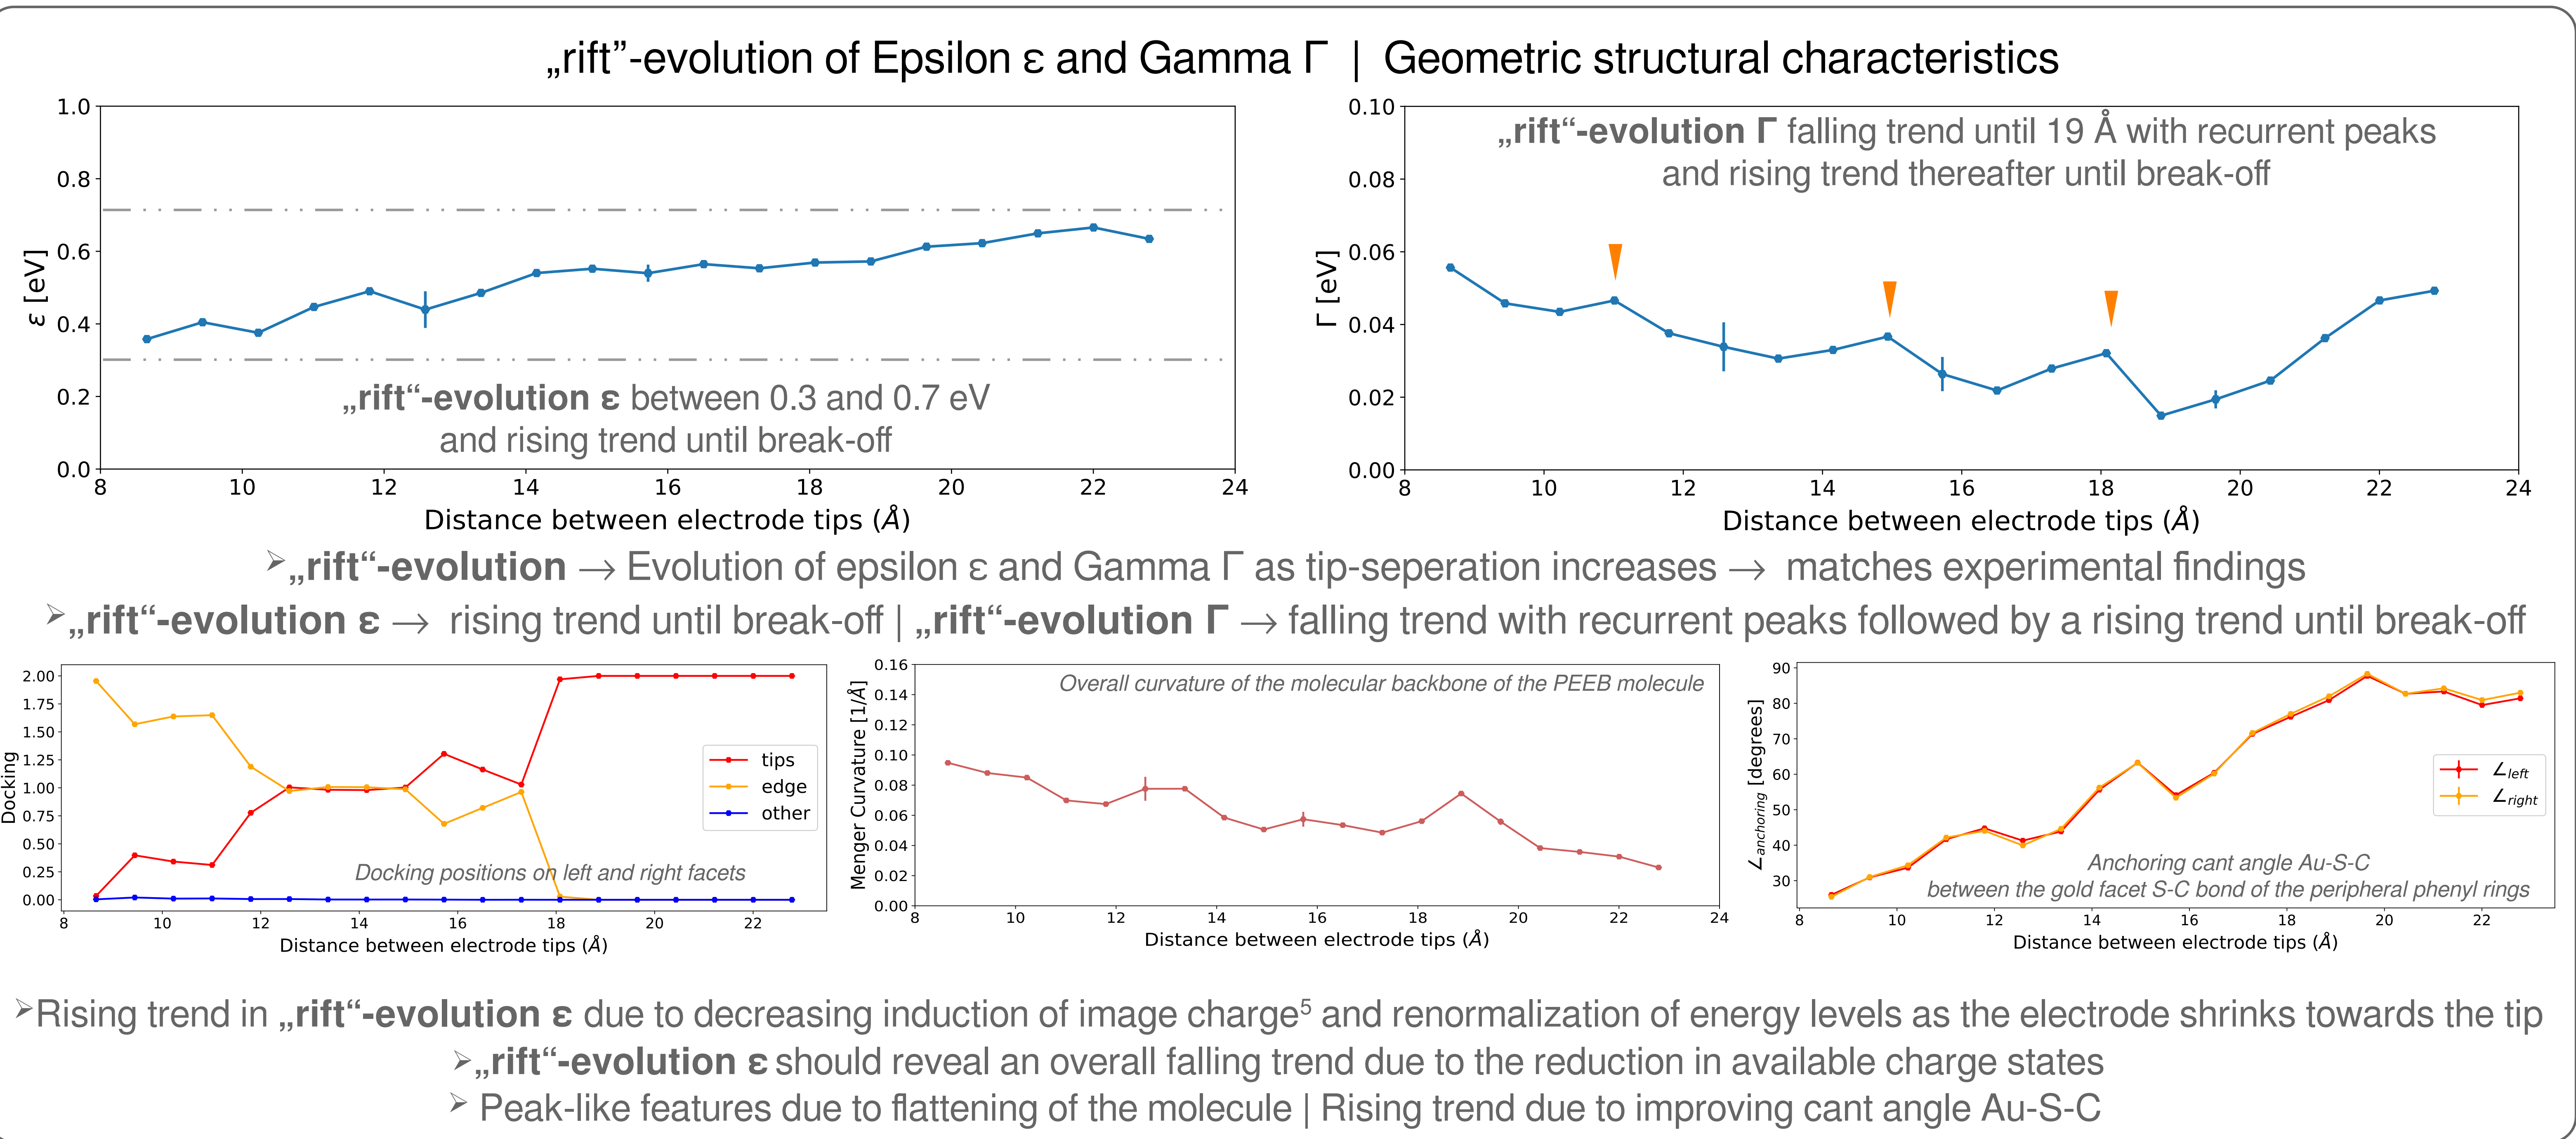 „rift”-evolution of Epsilon ε and Gamma Γ | Geometric structural characteristics
1.0
0.8
0.6
0.4
0.2
0.0
ε [eV]
„rift“-evolution ε between 0.3 and 0.7 eV
and rising trend until break-off
8 10 12 14 16 18 20 22 24
Distance between electrode tips (Å)
0.10
0.08
0.06
0.04
0.02
0.00
Γ [eV]
„rift“-evolution Γ falling trend until 19 Å with recurrent peaks
and rising trend thereafter until break-off
8 10 12 14 16 18 20 22 24
Distance between electrode tips (Å)
➢„rift“-evolution → Evolution of epsilon ε and Gamma Γ as tip-seperation increases → matches experimental findings
➢„rift“-evolution ε → rising trend until break-off | „rift“-evolution Γ → falling trend with recurrent peaks followed by a rising trend until break-off
2.00
1.75
1.50
1.25
1.00
0.75
0.50
0.25
0.00
Docking
tips
edge
other
Docking positions on left and right facets
8 10 12 14 16 18 20 22
Distance between electrode tips (Å)
0.16
0.14
0.12
0.10
0.08
0.06
0.04
0.02
0.00
Menger Curvature [1/Å]
Overall curvature of the molecular backbone of the PEEB molecule
8 10 12 14 16 18 20 22 24
Distance between electrode tips (Å)
90
80
70
60
50
40
30
∠anchoring [degrees]
∠left
∠right
Anchoring cant angle Au-S-C
between the gold facet S-C bond of the peripheral phenyl rings
8 10 12 14 16 18 20 22
Distance between electrode tips (Å)
➢Rising trend in „rift“-evolution ε due to decreasing induction of image charge⁵ and renormalization of energy levels as the electrode shrinks towards the tip
➢„rift“-evolution ε should reveal an overall falling trend due to the reduction in available charge states
➢ Peak-like features due to flattening of the molecule | Rising trend due to improving cant angle Au-S-C